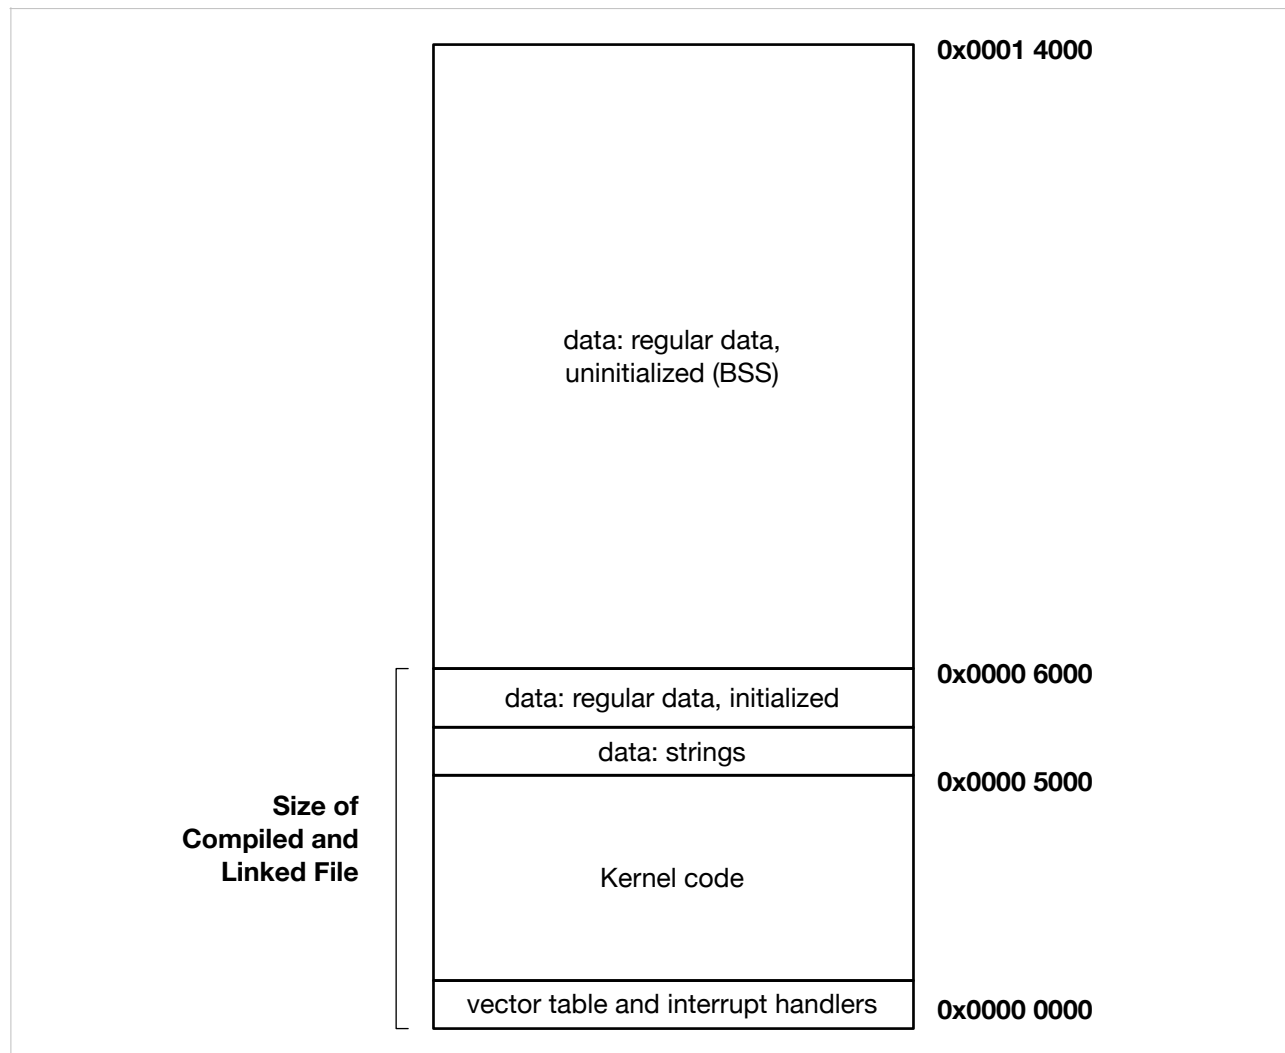 0x0001 4000
data: regular data,
uninitialized (BSS)
0x0000 6000
data: regular data, initialized
data: strings
0x0000 5000
Size of
Compiled and
Linked File
Kernel code
vector table and interrupt handlers
0x0000 0000